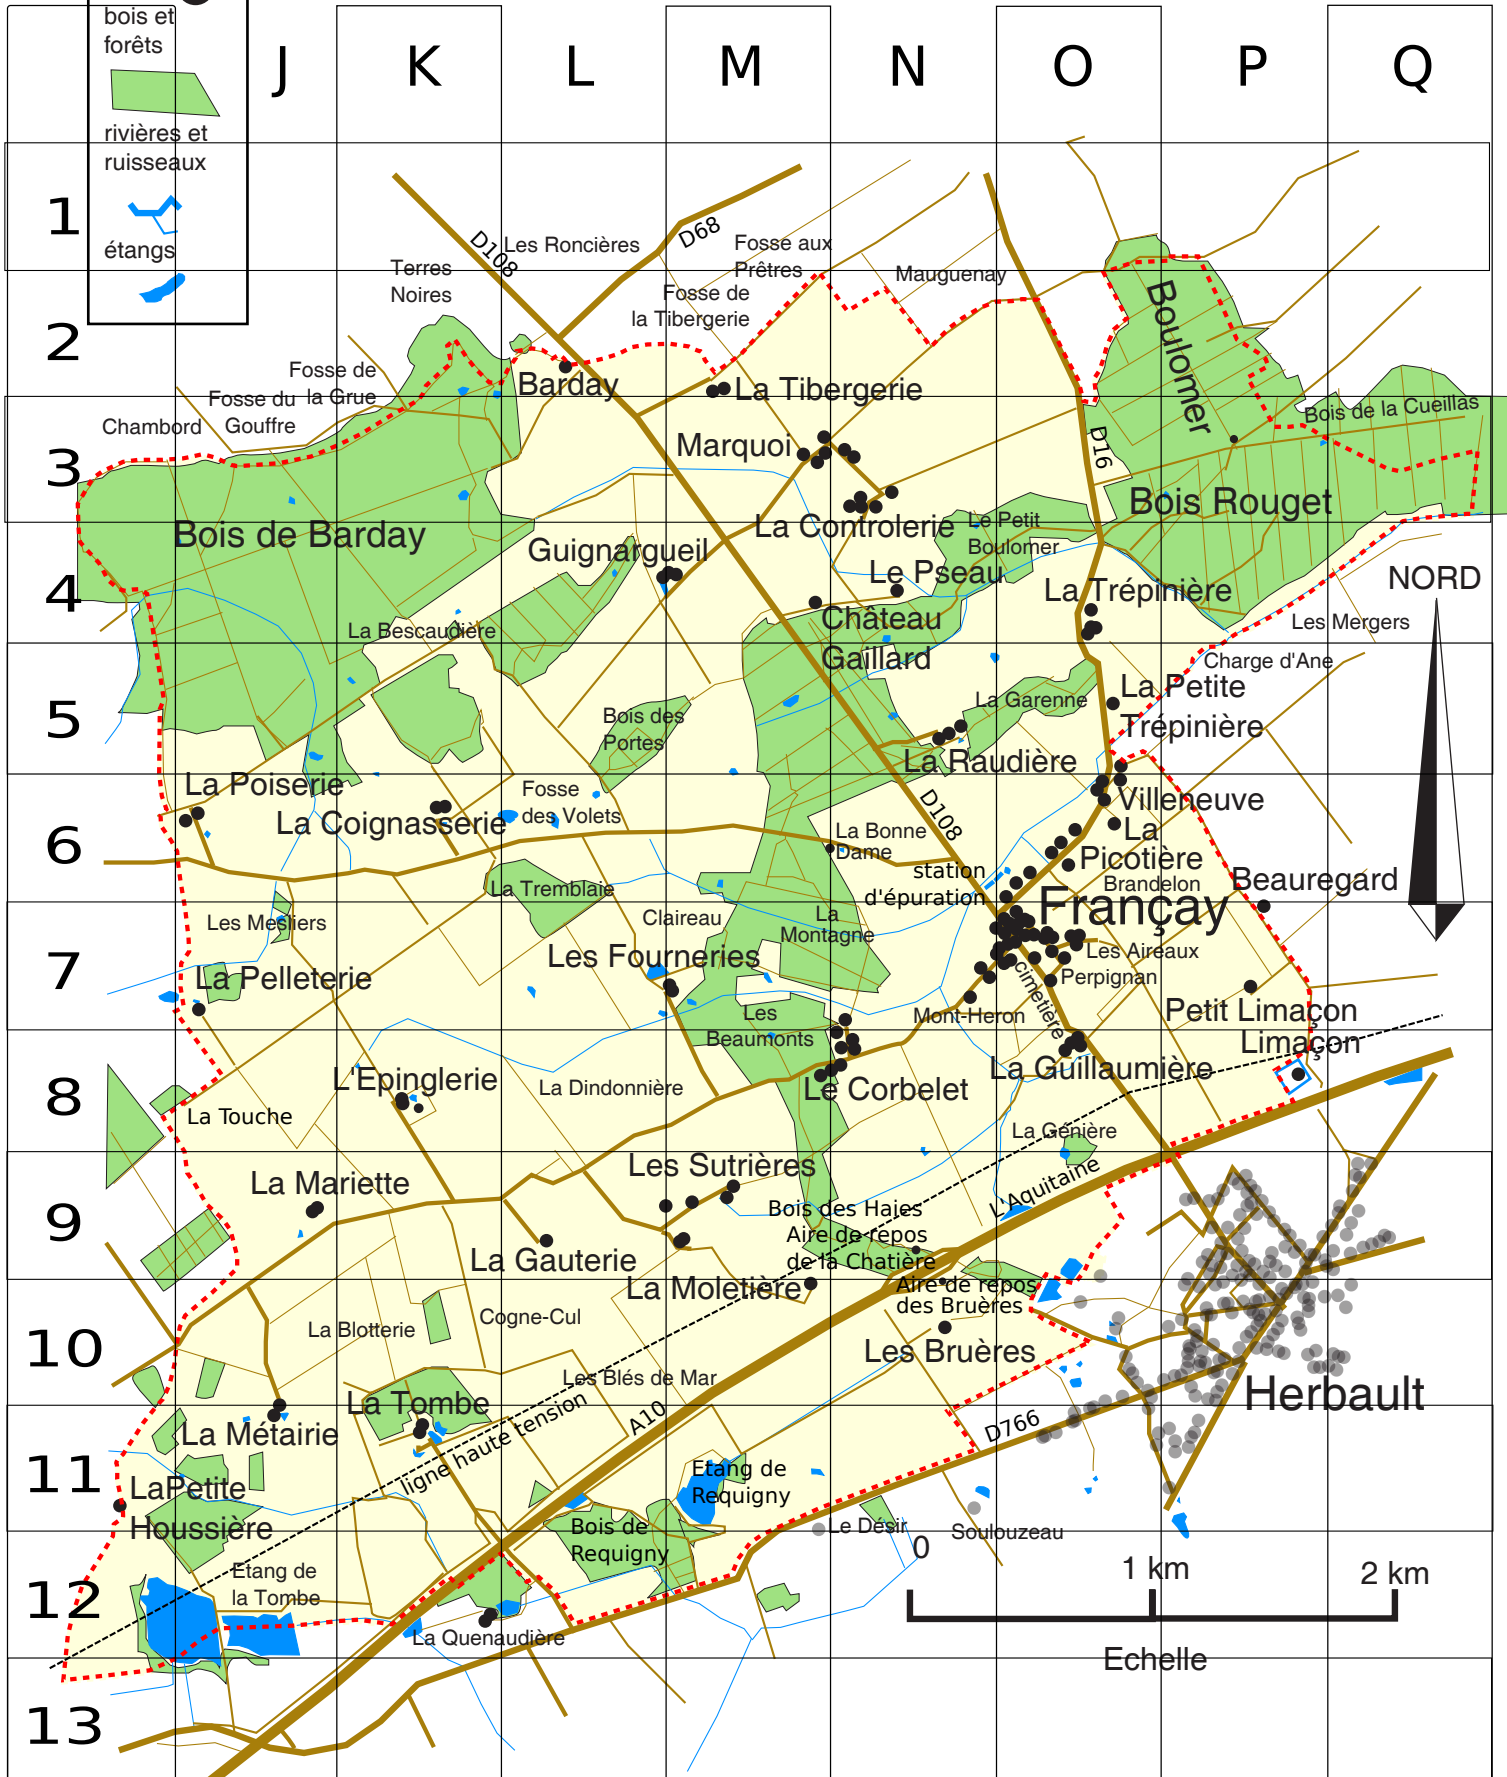 bois et
forêts
rivières et
ruisseaux
étangs
J K L M N O P Q
1
2
3
4
5
6
7
8
9
10
11
12
13
D108
Les Roncières
D68
Fosse aux
Prêtres
Mauguenay
Terres
Noires
Fosse de
la Tibergerie
Boulomer
Fosse de
la Grue
Fosse du
Gouffre
Chambord
Barday
La Tibergerie
Bois de la Cueillas
Marquoi
D16
Bois Rouget
Bois de Barday
La Controlerie
Le Petit
Boulomer
Guignargueil
Le Pseau
La Trépinière
NORD
Château
Gaillard
La Bescaudière
Les Mergers
Charge d'Ane
La Petite
Trépinière
La Garenne
Bois des
Portes
La Raudière
La Poiserie
La Coignasserie
Fosse
des Volets
D108
Villeneuve
La
Picotière
La Bonne
Dame
station
d'épuration
Brandelon
Beauregard
La Tremblaie
Françay
Les Mesliers
Claireau
La
Montagne
Les Aireaux
Perpignan
cimetière
Les Fourneries
La Pelleterie
Petit Limaçon
Limaçon
Les
Beaumonts
Mont-Heron
La Guillaumière
L'Epinglerie
La Dindonnière
Le Corbelet
La Touche
La Genière
La Mariette
Les Sutrières
L'Aquitaine
Bois des Haies
Aire de repos
de la Chatière
La Gauterie
La Moletière
Aire de repos
des Bruères
Les Bruères
La Blotterie
Cogne-Cul
Les Blés de Mar
Herbault
La Tombe
ligne haute tension
A10
D766
La Métairie
Etang de
Requigny
LaPetite
Houssière
Bois de
Requigny
Le Désir
Soulouzeau
Etang de
la Tombe
La Quenaudière
0
1 km
2 km
Echelle